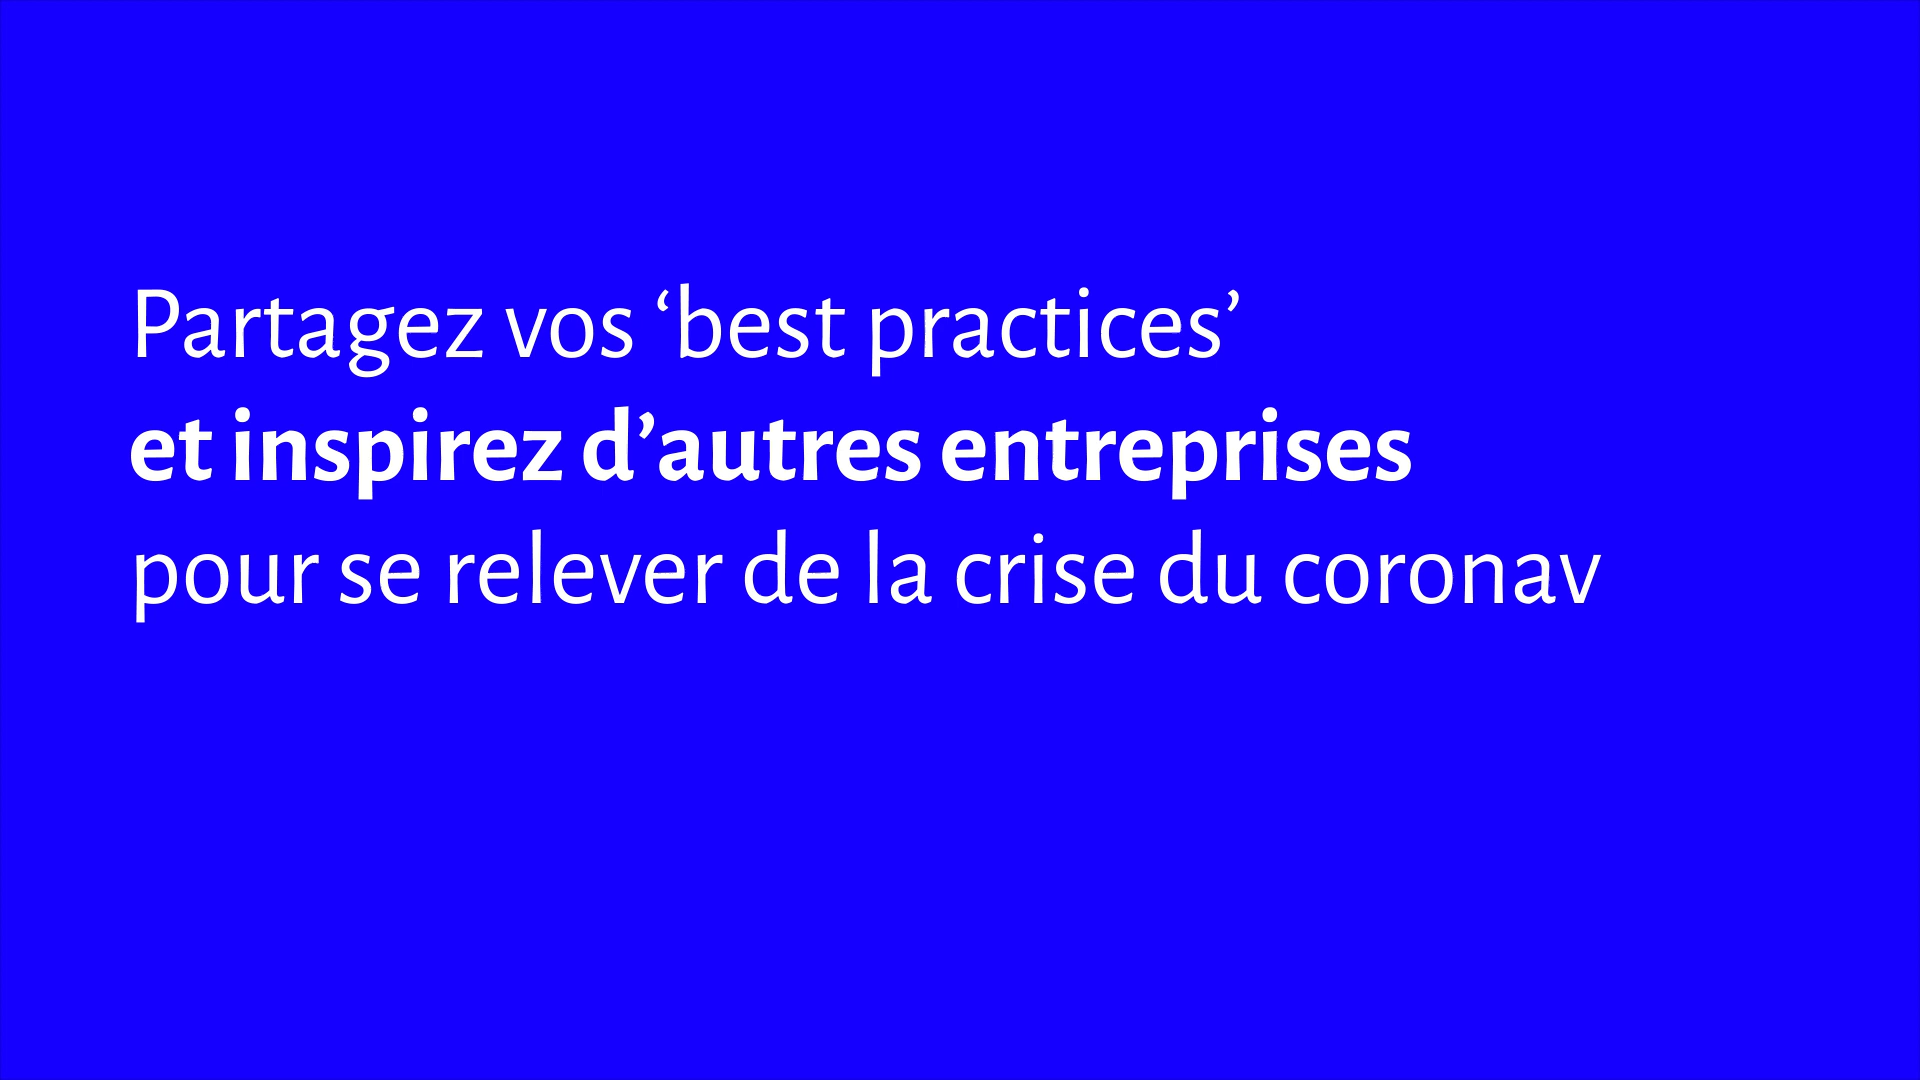 Partagez vos ‘best practices’
et inspirez d’autres entreprises
pour se relever de la crise du coronav